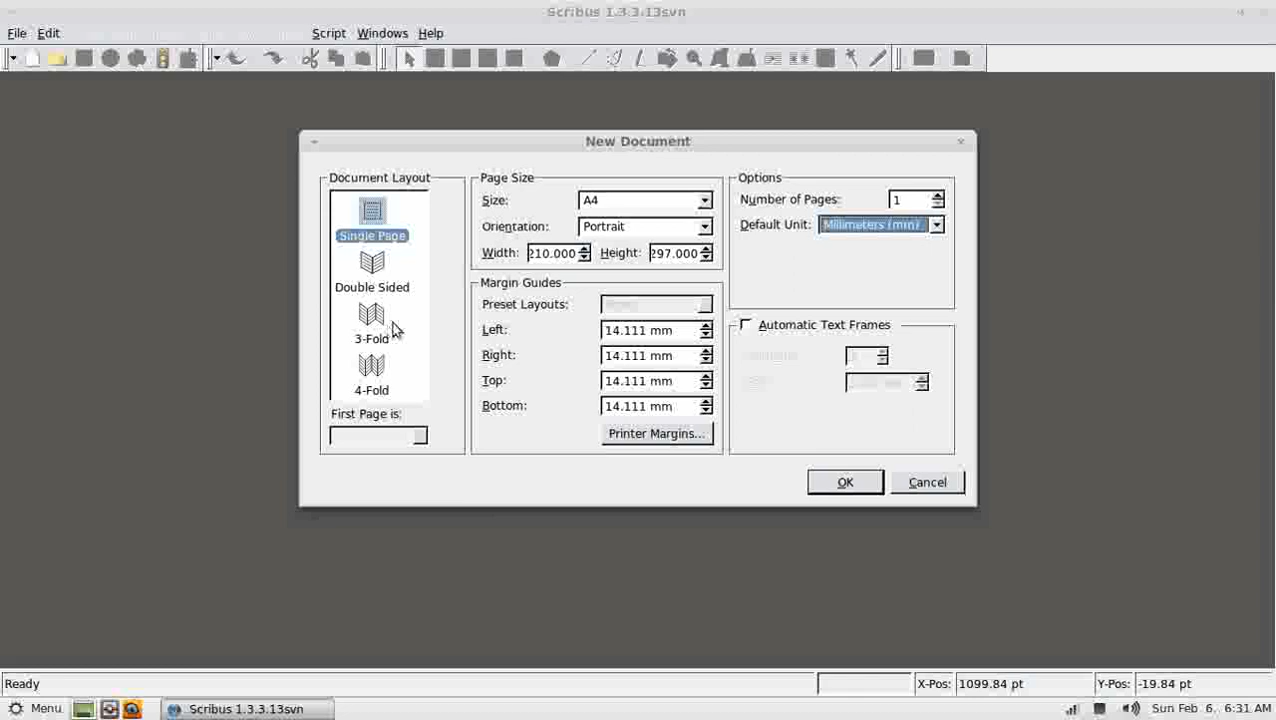 Scribus 1.3.3.13svn
File Edit Script Windows Help
New Document
Document Layout
Single Page
Double Sided
3-Fold
4-Fold
First Page is:
Page Size
Size: A4
Orientation: Portrait
Width: 210.000 Height: 297.000
Margin Guides
Preset Layouts:
Left: 14.111 mm
Right: 14.111 mm
Top: 14.111 mm
Bottom: 14.111 mm
Printer Margins...
Options
Number of Pages: 1
Default Unit: Millimeters (mm)
Automatic Text Frames
OK Cancel
Ready X-Pos: 1099.84 pt Y-Pos: -19.84 pt
Menu Scribus 1.3.3.13svn Sun Feb 6, 6:31 AM